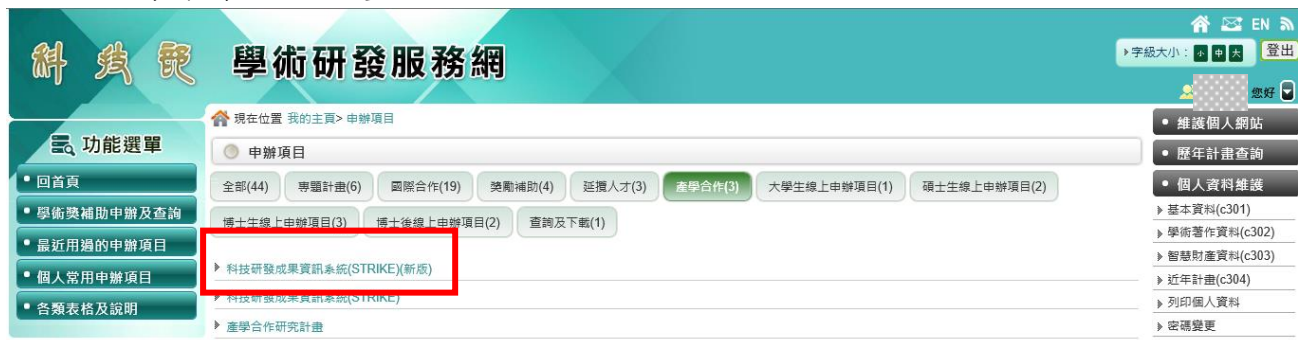 科技部 學術研發服務網
EN
字級大小：小 中 大 登出
您好
現在位置 我的主頁> 申辦項目
功能選單
回首頁
學術獎補助申辦及查詢
最近用過的申辦項目
個人常用申辦項目
各類表格及說明
申辦項目
全部(44) 專題計畫(6) 國際合作(19) 獎勵補助(4) 延攬人才(3) 產學合作(3) 大學生線上申辦項目(1) 碩士生線上申辦項目(2)
博士生線上申辦項目(3) 博士後線上申辦項目(2) 查詢及下載(1)
科技研發成果資訊系統(STRIKE)(新版)
科技研發成果資訊系統(STRIKE)
產學合作研究計畫
維護個人網站
歷年計畫查詢
個人資料維護
基本資料(c301)
學術著作資料(c302)
智慧財產資料(c303)
近年計畫(c304)
列印個人資料
密碼變更